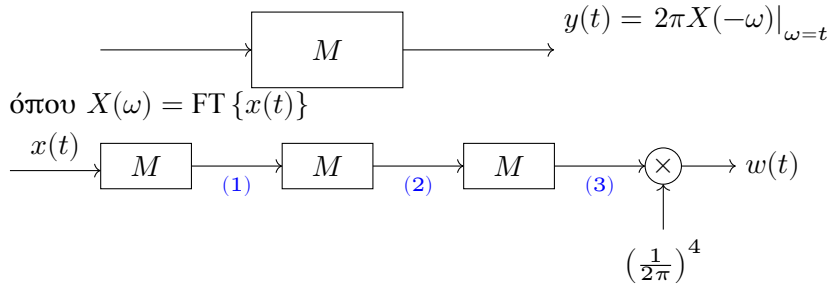 M y(t) = 2πX(−ω)|_{ω=t}
όπου X(ω) = FT {x(t)}
x(t) M (1) M (2) M (3) × w(t)
(1/2π)^4